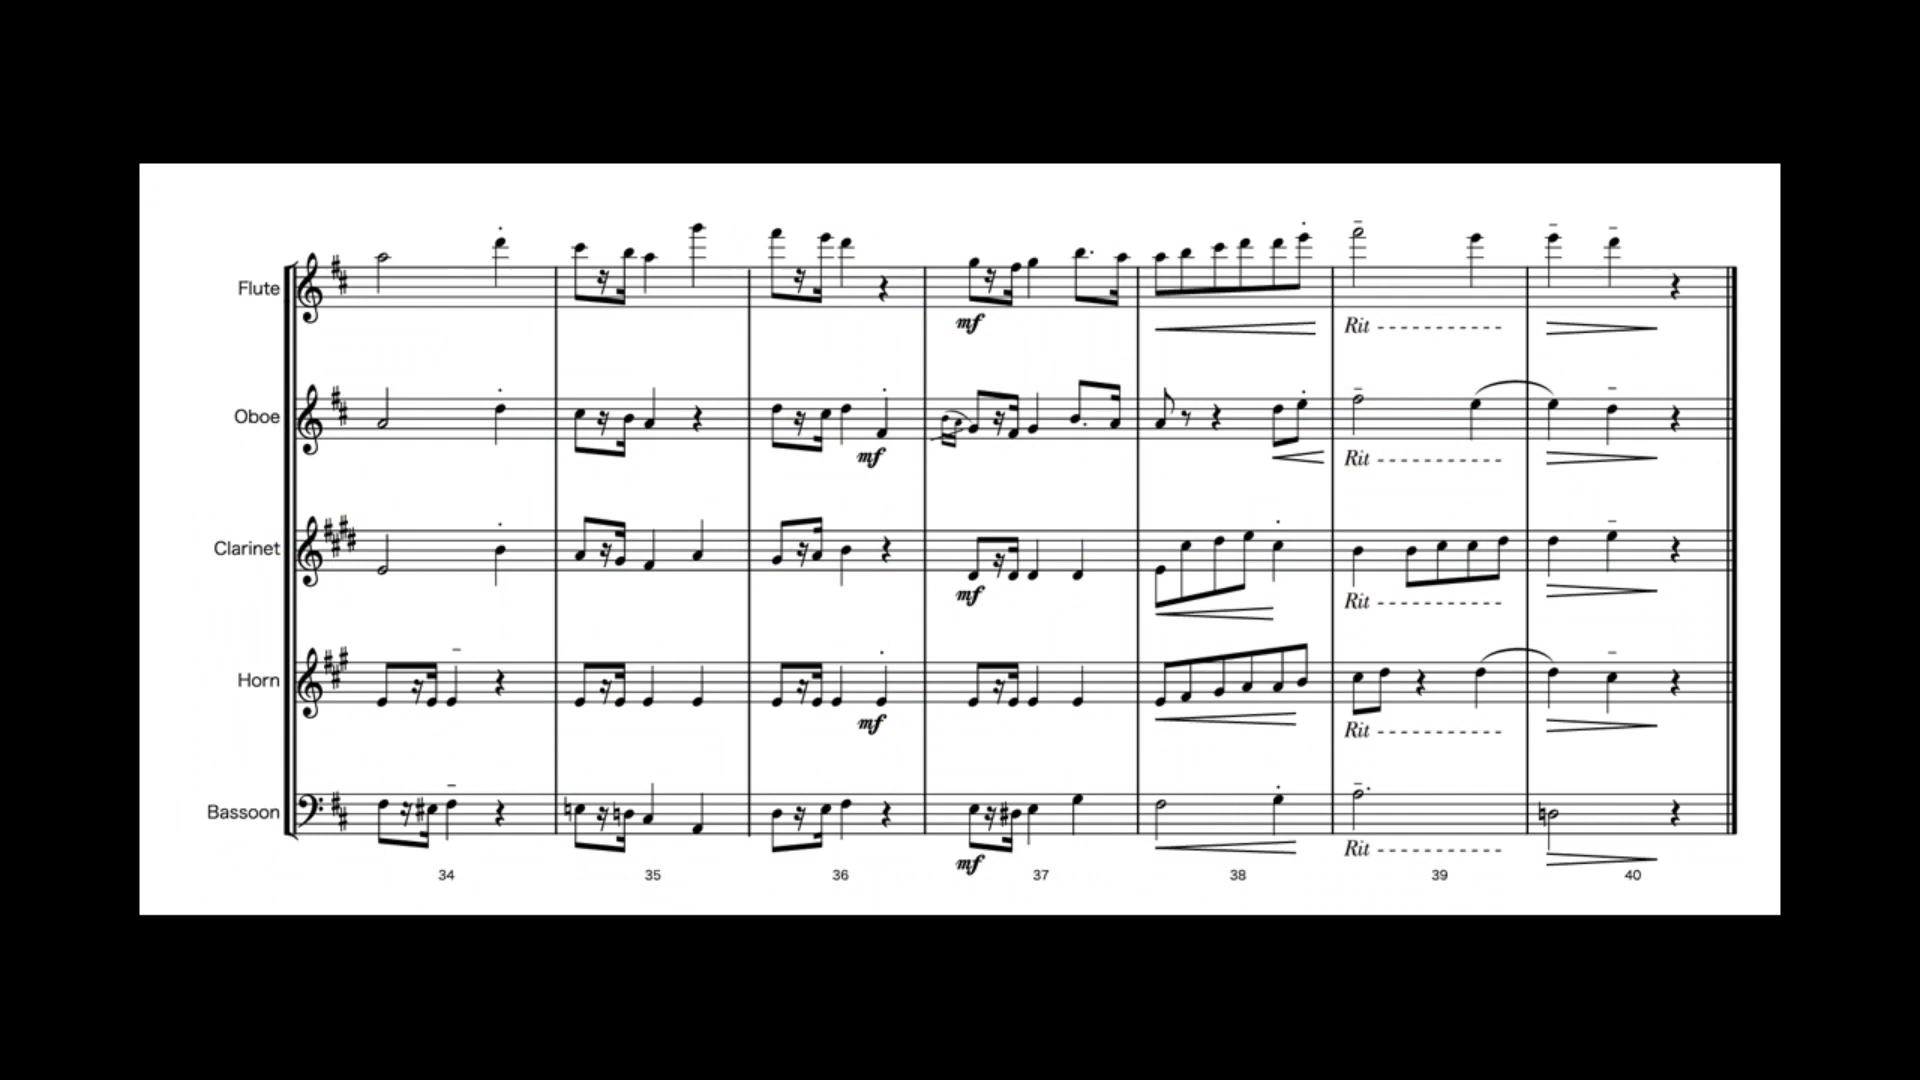 Flute
mf
Rit
Oboe
mf
Rit
Clarinet
mf
Rit
Horn
mf
Rit
Bassoon
mf
Rit
34 35 36 37 38 39 40